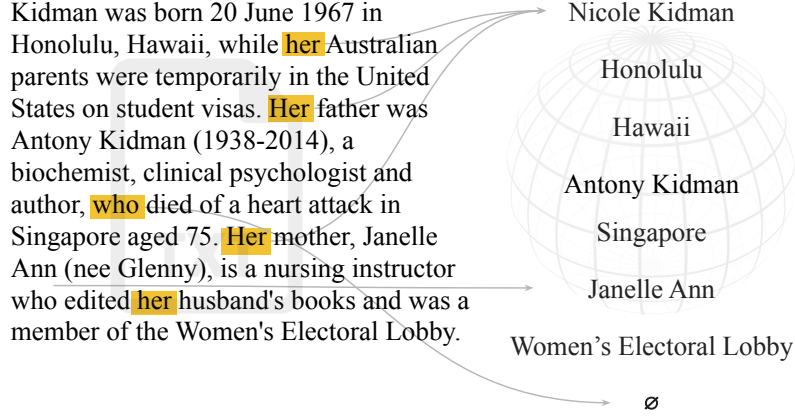 Kidman was born 20 June 1967 in
Honolulu, Hawaii, while her Australian
parents were temporarily in the United
States on student visas. Her father was
Antony Kidman (1938-2014), a
biochemist, clinical psychologist and
author, who died of a heart attack in
Singapore aged 75. Her mother, Janelle
Ann (nee Glenny), is a nursing instructor
who edited her husband's books and was a
member of the Women's Electoral Lobby.
Nicole Kidman
Honolulu
Hawaii
Antony Kidman
Singapore
Janelle Ann
Women’s Electoral Lobby
∅